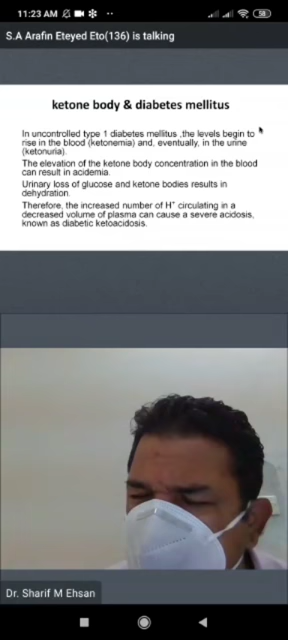 11:23 AM
58
S.A Arafin Eteyed Eto(136) is talking
ketone body & diabetes mellitus
In uncontrolled type 1 diabetes mellitus ,the levels begin to
rise in the blood (ketonemia) and, eventually, in the urine
(ketonuria).
The elevation of the ketone body concentration in the blood
can result in acidemia.
Urinary loss of glucose and ketone bodies results in
dehydration.
Therefore, the increased number of H⁺ circulating in a
decreased volume of plasma can cause a severe acidosis,
known as diabetic ketoacidosis.
Dr. Sharif M Ehsan